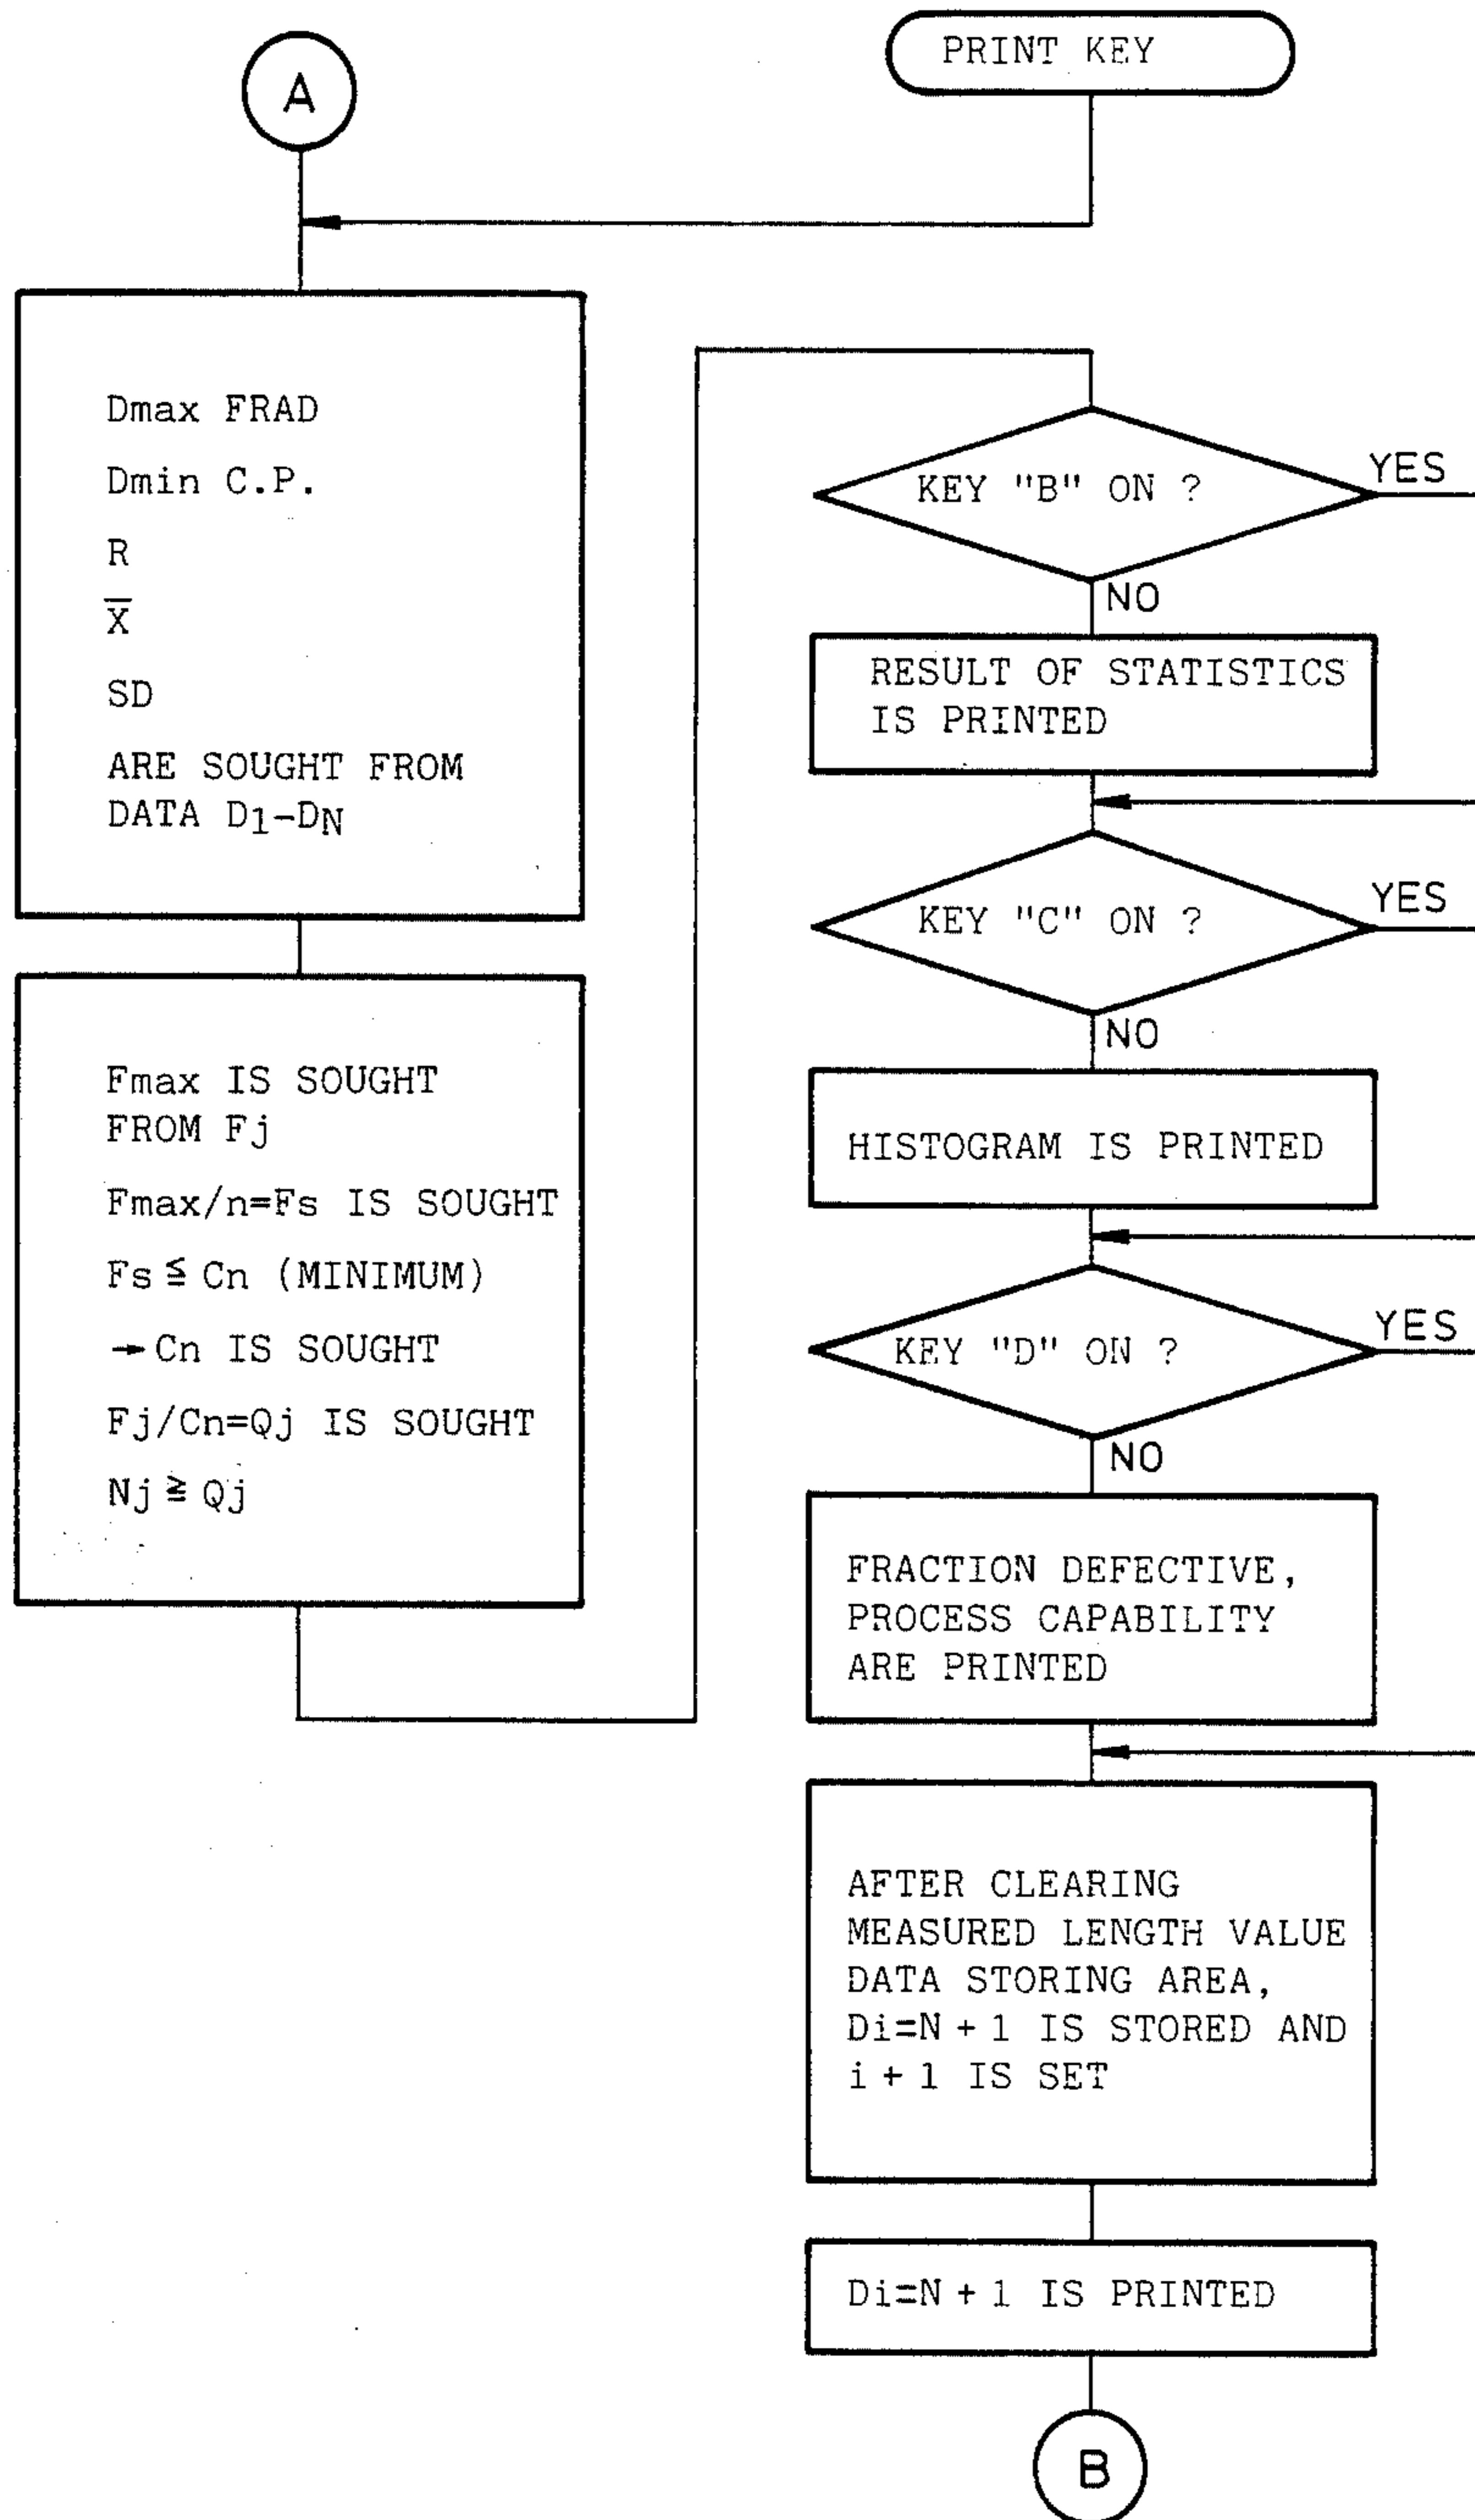 A
PRINT KEY
Dmax FRAD
Dmin C.P.
R
X̅
SD
ARE SOUGHT FROM
DATA D1-DN
Fmax IS SOUGHT
FROM Fj
Fmax/n=Fs IS SOUGHT
Fs ≦ Cn (MINIMUM)
→ Cn IS SOUGHT
Fj/Cn=Qj IS SOUGHT
Nj ≧ Qj
KEY "B" ON ?
YES
NO
RESULT OF STATISTICS
IS PRINTED
KEY "C" ON ?
YES
NO
HISTOGRAM IS PRINTED
KEY "D" ON ?
YES
NO
FRACTION DEFECTIVE,
PROCESS CAPABILITY
ARE PRINTED
AFTER CLEARING
MEASURED LENGTH VALUE
DATA STORING AREA,
Di=N + 1 IS STORED AND
i + 1 IS SET
Di=N + 1 IS PRINTED
B